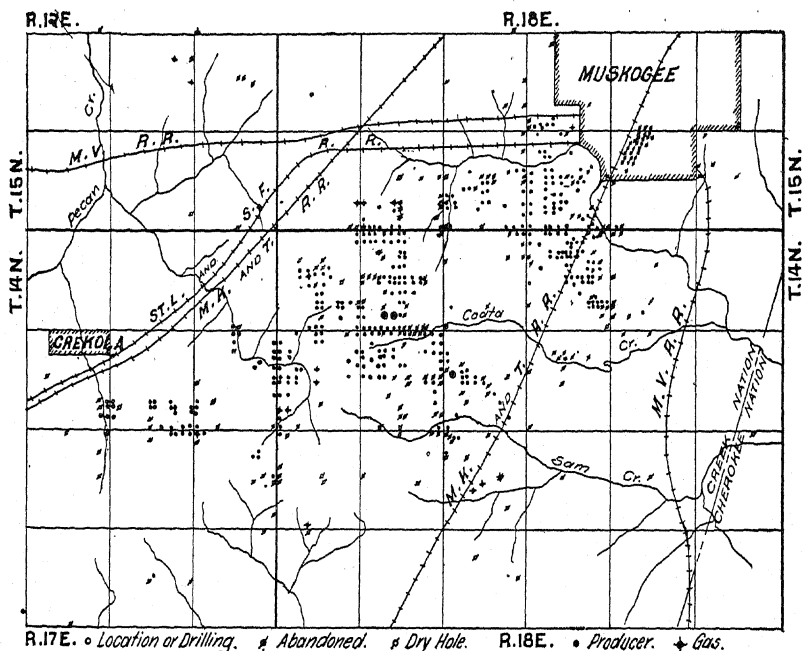 R.17E. R.18E.
MUSKOGEE
Cr.
M.V. R.R. R. R.
T.15N. T.15N.
Pecan
S. F.
R.R.
T.14N. AND AND T. T.14N.
ST.L. M.K.
Coata
R.R.
CREKOLA
Cr.
M.V. R.R.
AND T.
CREEK NATION
CHEROKEE NATION
Sam
Cr.
M.K.
R.17E. Location or Drilling. Abandoned. Dry Hole. R.18E. Producer. Gas.